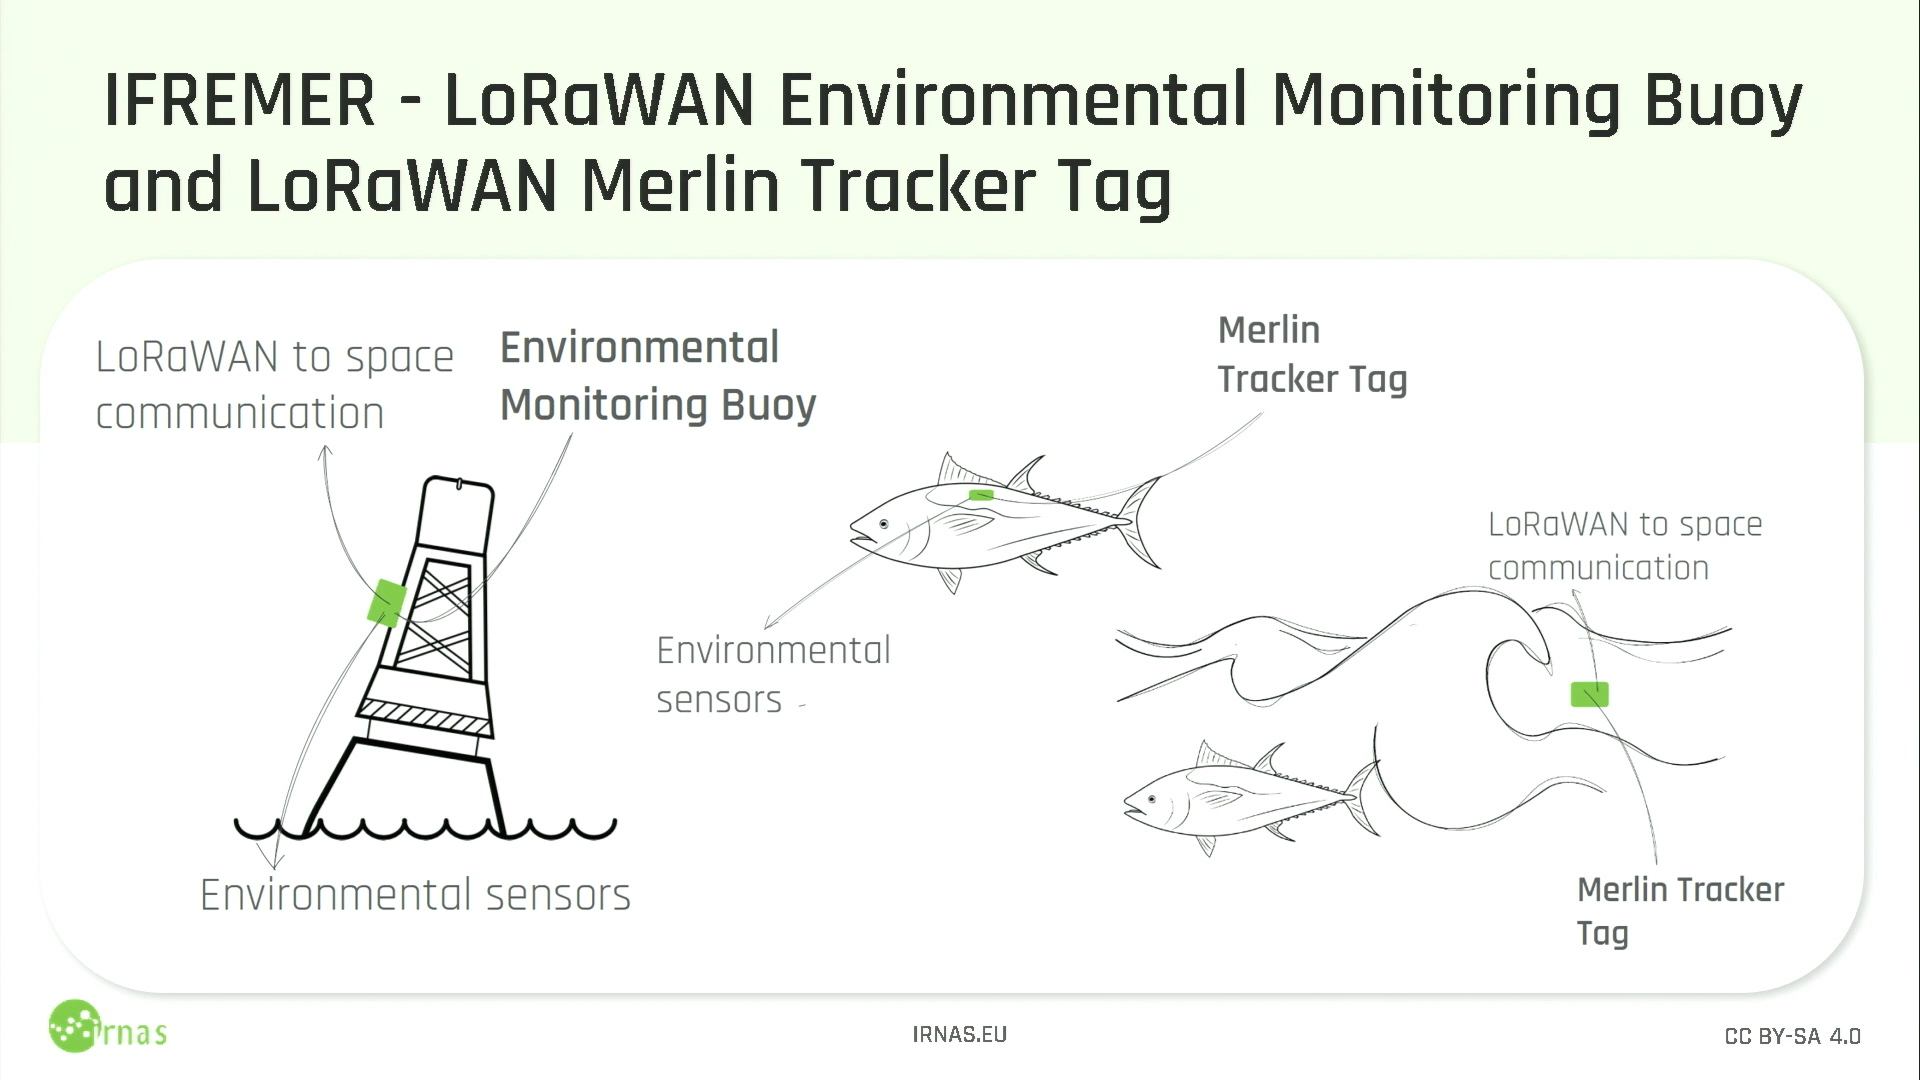 IFREMER - LoRaWAN Environmental Monitoring Buoy
and LoRaWAN Merlin Tracker Tag
LoRaWAN to space
communication
Environmental
Monitoring Buoy
Merlin
Tracker Tag
LoRaWAN to space
communication
Environmental
sensors
Environmental sensors
Merlin Tracker
Tag
irnas
IRNAS.EU
CC BY-SA 4.0